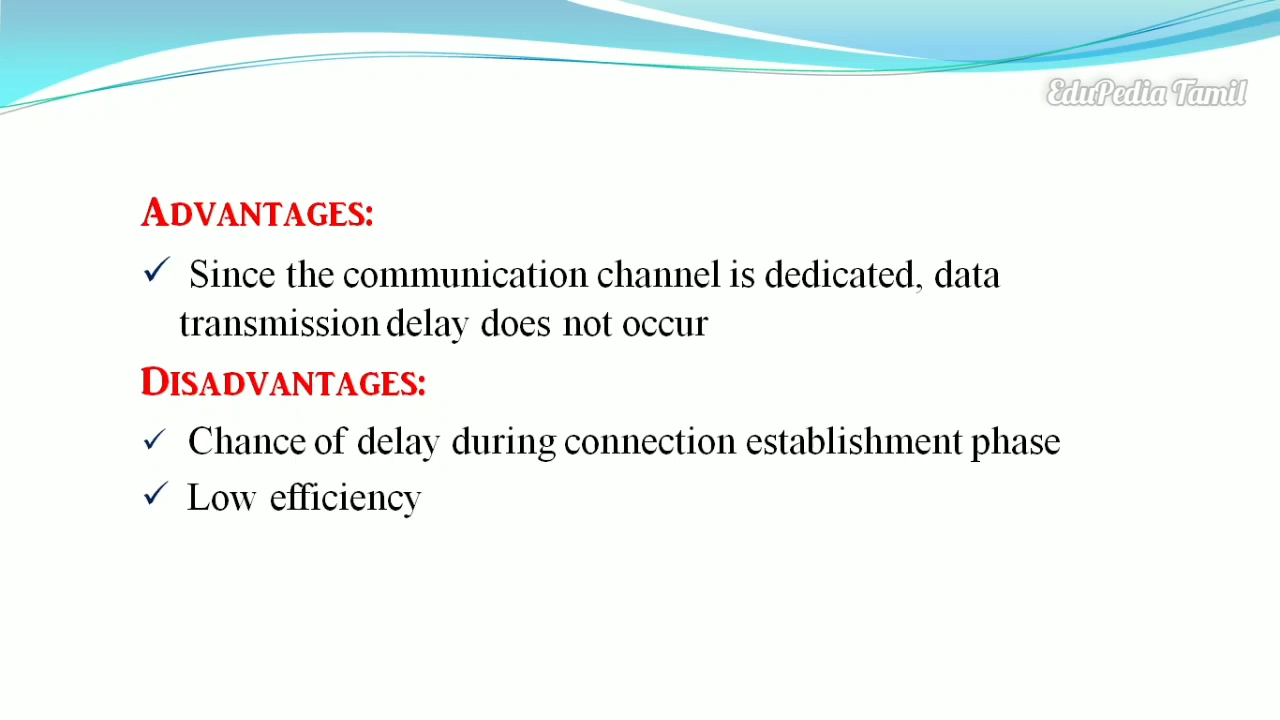 EduPedia Tamil
ADVANTAGES:
✓ Since the communication channel is dedicated, data
transmission delay does not occur
DISADVANTAGES:
✓ Chance of delay during connection establishment phase
✓ Low efficiency